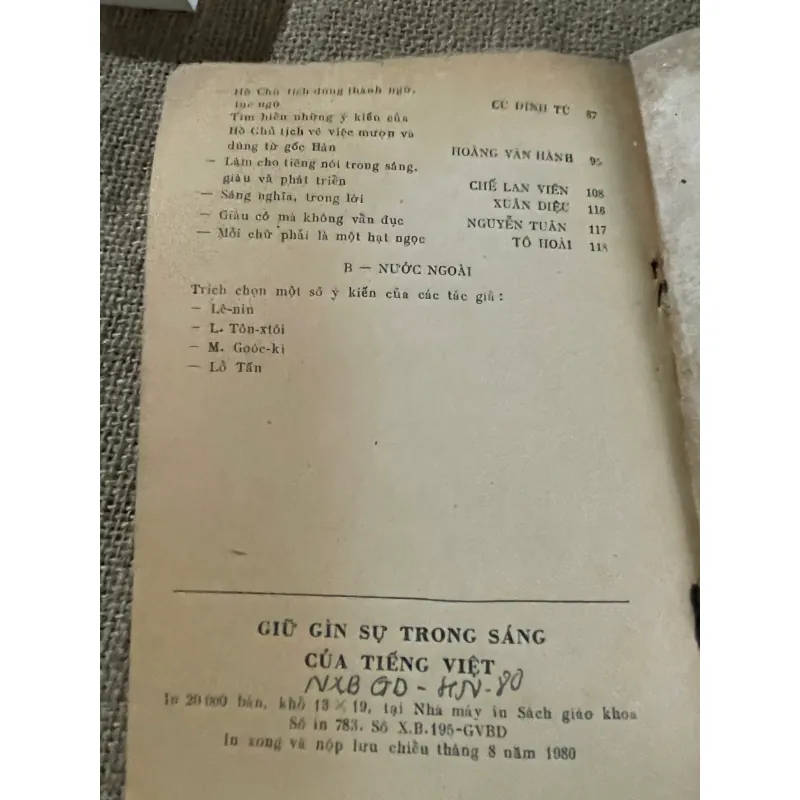 Hồ Chủ tịch dùng thành ngữ,
tục ngữ CÙ ĐÌNH TÚ 87
Tìm hiểu những ý kiến của
Hồ Chủ tịch về việc mượn và
dùng từ gốc Hán HOÀNG VĂN HÀNH 95
— Làm cho tiếng nói trong sáng,
giàu và phát triển CHẾ LAN VIÊN 108
— Sáng nghĩa, trong lời XUÂN DIỆU 116
— Giàu có mà không vẩn đục NGUYỄN TUÂN 117
— Mỗi chữ phải là một hạt ngọc TÔ HOÀI 118
B — NƯỚC NGOÀI
Trích chọn một số ý kiến của các tác giả :
— Lê-nin
— L. Tôn-xtôi
— M. Goóc-ki
— Lỗ Tấn
GIỮ GÌN SỰ TRONG SÁNG
CỦA TIẾNG VIỆT
NXB GD - HN - 80
In 20 000 bản, khổ 13 × 19, tại Nhà máy in Sách giáo khoa
Số in 783. Số X.B.195-GVBD
In xong và nộp lưu chiểu tháng 8 năm 1980